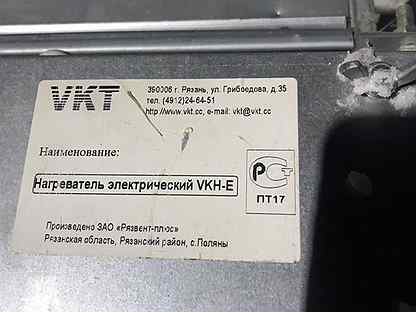 VKT
390006 г. Рязань, ул. Грибоедова, д.35
тел. (4912)24-64-51
http://www.vkt.cc, e-mail: vkt@vkt.cc
Наименование:
Нагреватель электрический VKH-E
ПТ17
Произведено ЗАО «Рязвент-плюс»
Рязанская область, Рязанский район, с.Поляны